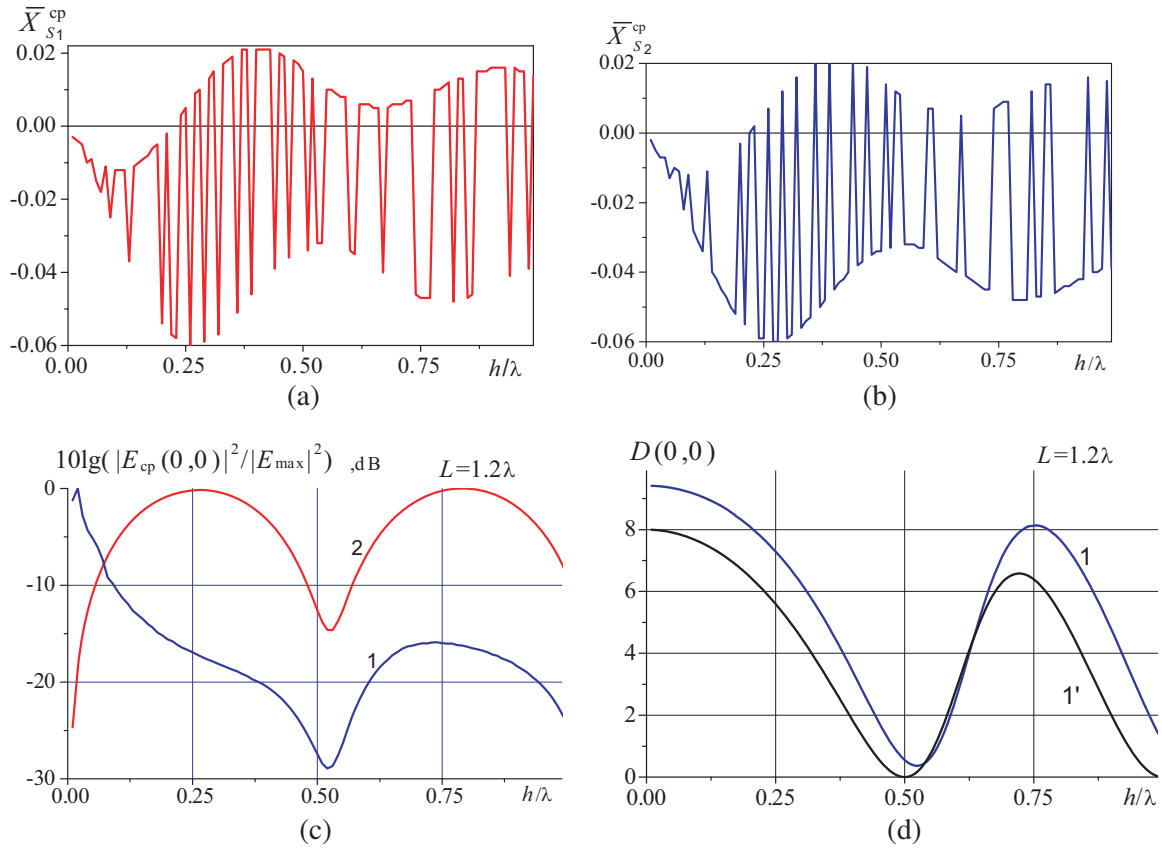 X̅ cp S1
0.02
0.00
-0.02
-0.04
-0.06
0.00 0.25 0.50 0.75 h/λ
(a)
X̅ cp S2
0.02
0.00
-0.02
-0.04
-0.06
0.00 0.25 0.50 0.75 h/λ
(b)
10lg( |Ecp(0,0)|²/|Emax|²) ,dB L=1.2λ
0
-10
-20
-30
2
1
0.00 0.25 0.50 0.75 h/λ
(c)
D(0,0) L=1.2λ
8
6
4
2
0
1
1'
0.00 0.25 0.50 0.75 h/λ
(d)